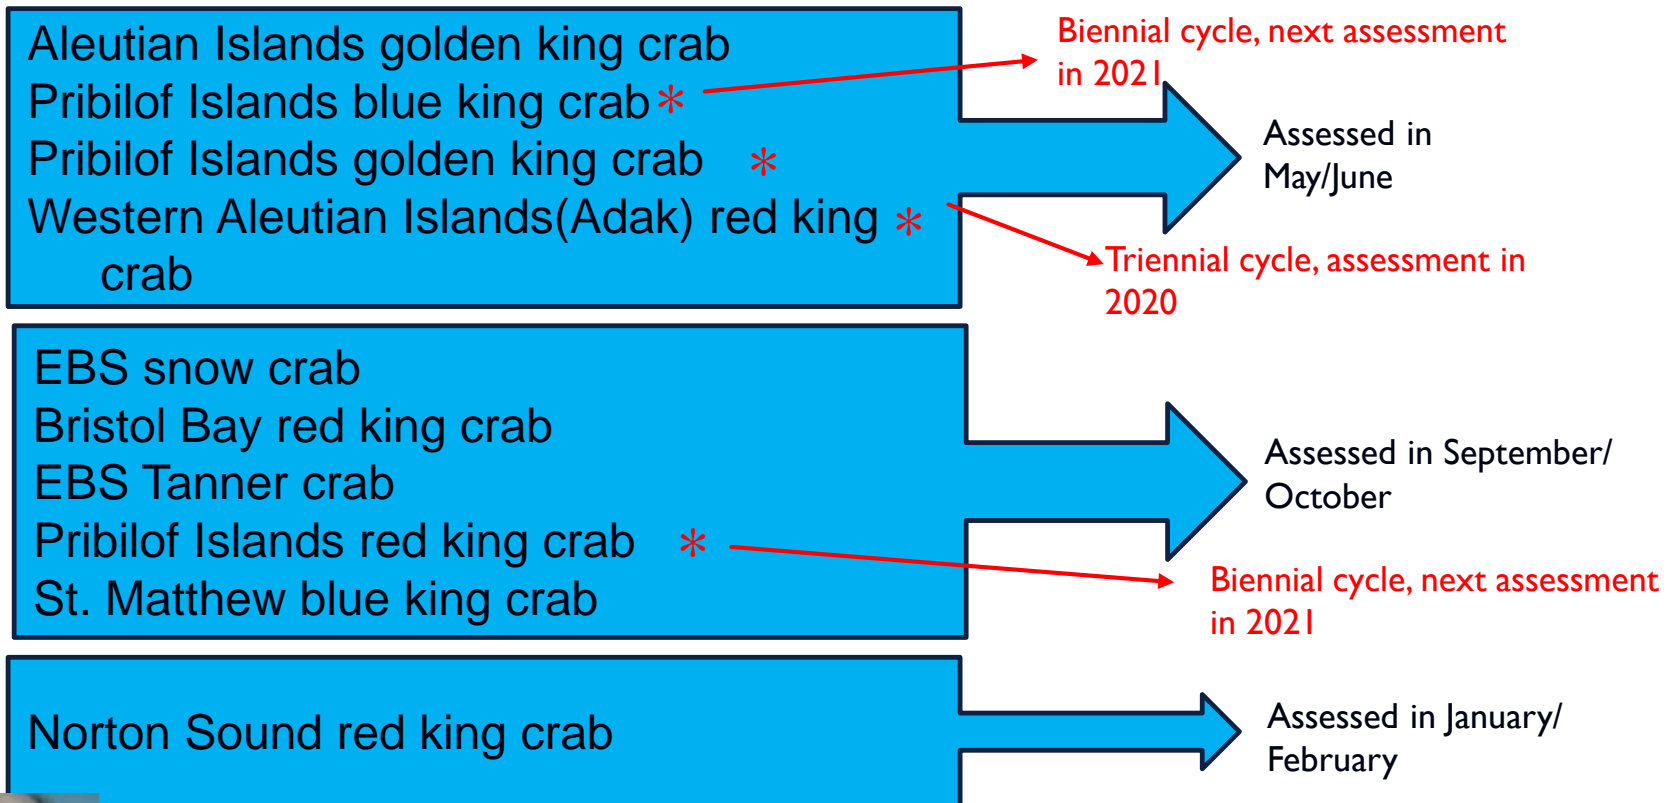 Aleutian Islands golden king crab
Pribilof Islands blue king crab*
Pribilof Islands golden king crab *
Western Aleutian Islands(Adak) red king *
crab
Biennial cycle, next assessment
in 2021
Assessed in
May/June
Triennial cycle, assessment in
2020
EBS snow crab
Bristol Bay red king crab
EBS Tanner crab
Pribilof Islands red king crab *
St. Matthew blue king crab
Assessed in September/
October
Biennial cycle, next assessment
in 2021
Norton Sound red king crab
Assessed in January/
February